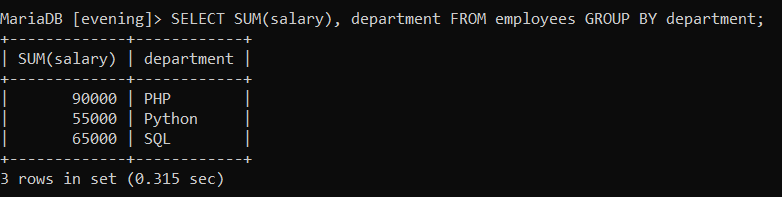 MariaDB [evening]> SELECT SUM(salary), department FROM employees GROUP BY department;
+-------------+------------+
| SUM(salary) | department |
+-------------+------------+
|       90000 | PHP        |
|       55000 | Python     |
|       65000 | SQL        |
+-------------+------------+
3 rows in set (0.315 sec)